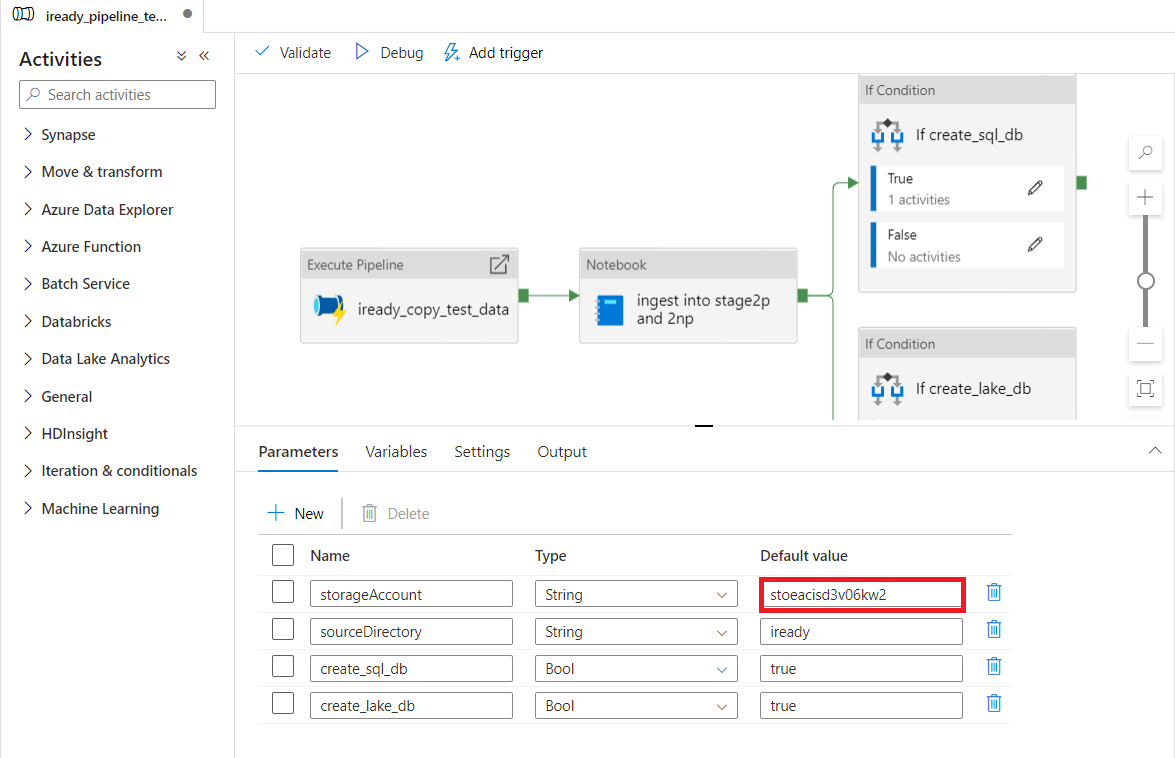 iready_pipeline_te...
Activities
Search activities
Synapse
Move & transform
Azure Data Explorer
Azure Function
Batch Service
Databricks
Data Lake Analytics
General
HDInsight
Iteration & conditionals
Machine Learning
Validate
Debug
Add trigger
Execute Pipeline
iready_copy_test_data
Notebook
ingest into stage2p
and 2np
If Condition
If create_sql_db
True
1 activities
False
No activities
If Condition
If create_lake_db
Parameters Variables Settings Output
New Delete
Name Type Default value
storageAccount String stoeacisd3v06kw2
sourceDirectory String iready
create_sql_db Bool true
create_lake_db Bool true